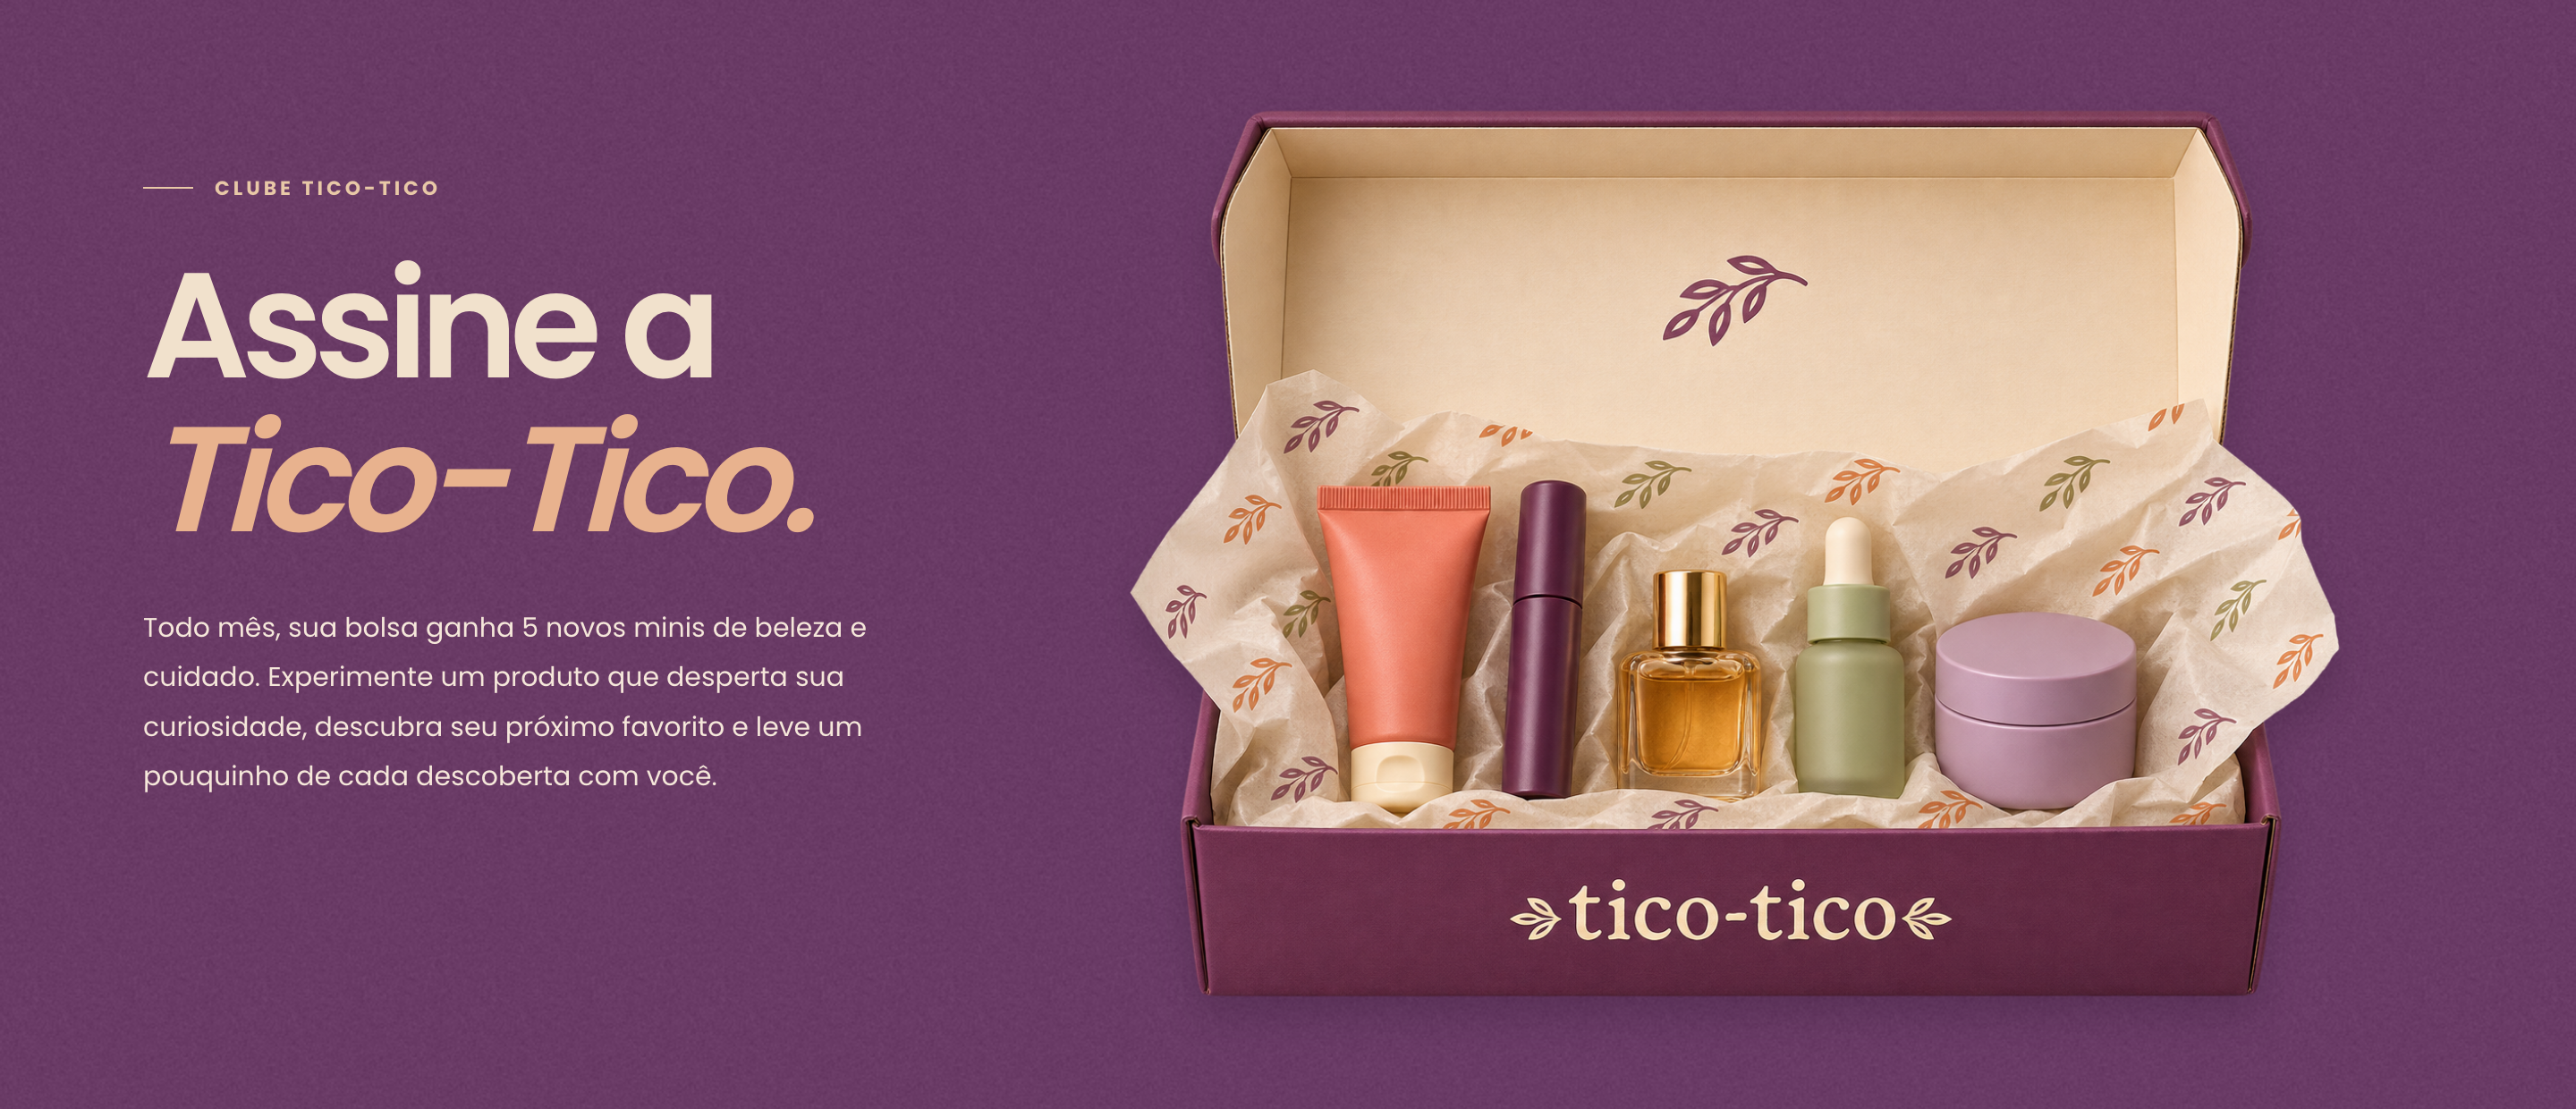 CLUBE TICO-TICO
Assine a
Tico-Tico.
Todo mês, sua bolsa ganha 5 novos minis de beleza e
cuidado. Experimente um produto que desperta sua
curiosidade, descubra seu próximo favorito e leve um
pouquinho de cada descoberta com você.
tico-tico